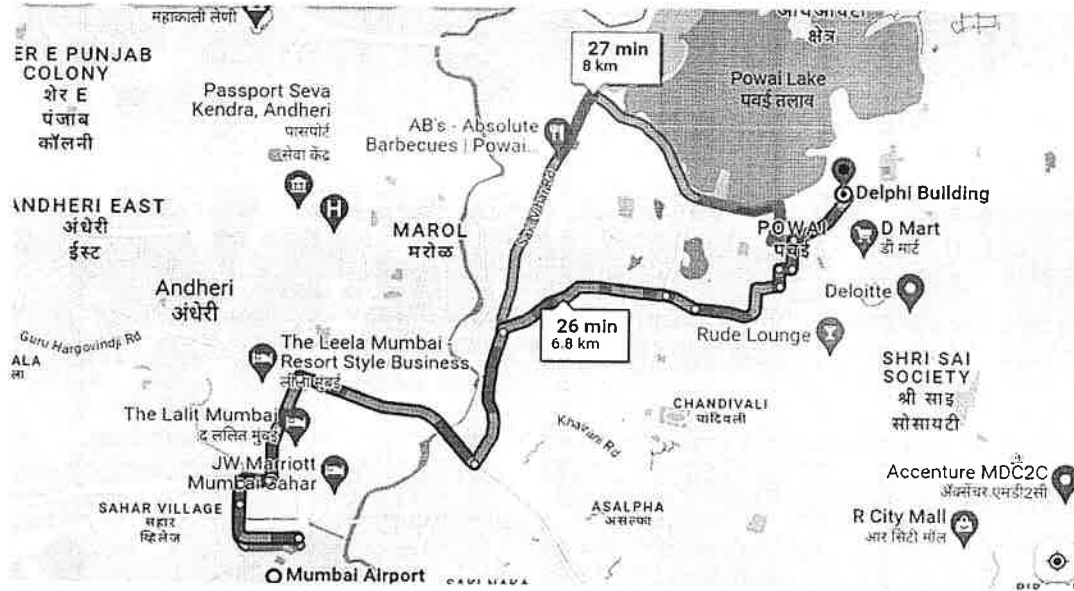 महाकाली लेणी
ER E PUNJAB
COLONY
शेर E
पंजाब
कॉलनी
Passport Seva
Kendra, Andheri
पासपोर्ट
सेवा केंद्र
27 min
8 km
क्षेत्र
Powai Lake
पवई तलाव
AB's - Absolute
Barbecues | Powai...
Delphi Building
ANDHERI EAST
अंधेरी
ईस्ट
MAROL
मरोळ
POWAI
पवई
D Mart
डी मार्ट
Andheri
अंधेरी
Deloitte
26 min
6.8 km
Rude Lounge
Guru Hargovindji Rd
ALA
ला
The Leela Mumbai -
Resort Style Business
लीला मुंबई
SHRI SAI
SOCIETY
श्री साइ
सोसायटी
The Lalit Mumbai
द ललित मुंबई
CHANDIVALI
चांदिवली
Khairani Rd
JW Marriott
Mumbai Sahar
Accenture MDC2C
ॲक्सेंचर एमडी2सी
SAHAR VILLAGE
सहार
व्हिलेज
ASALPHA
असल्फा
R City Mall
आर सिटी मॉल
Mumbai Airport